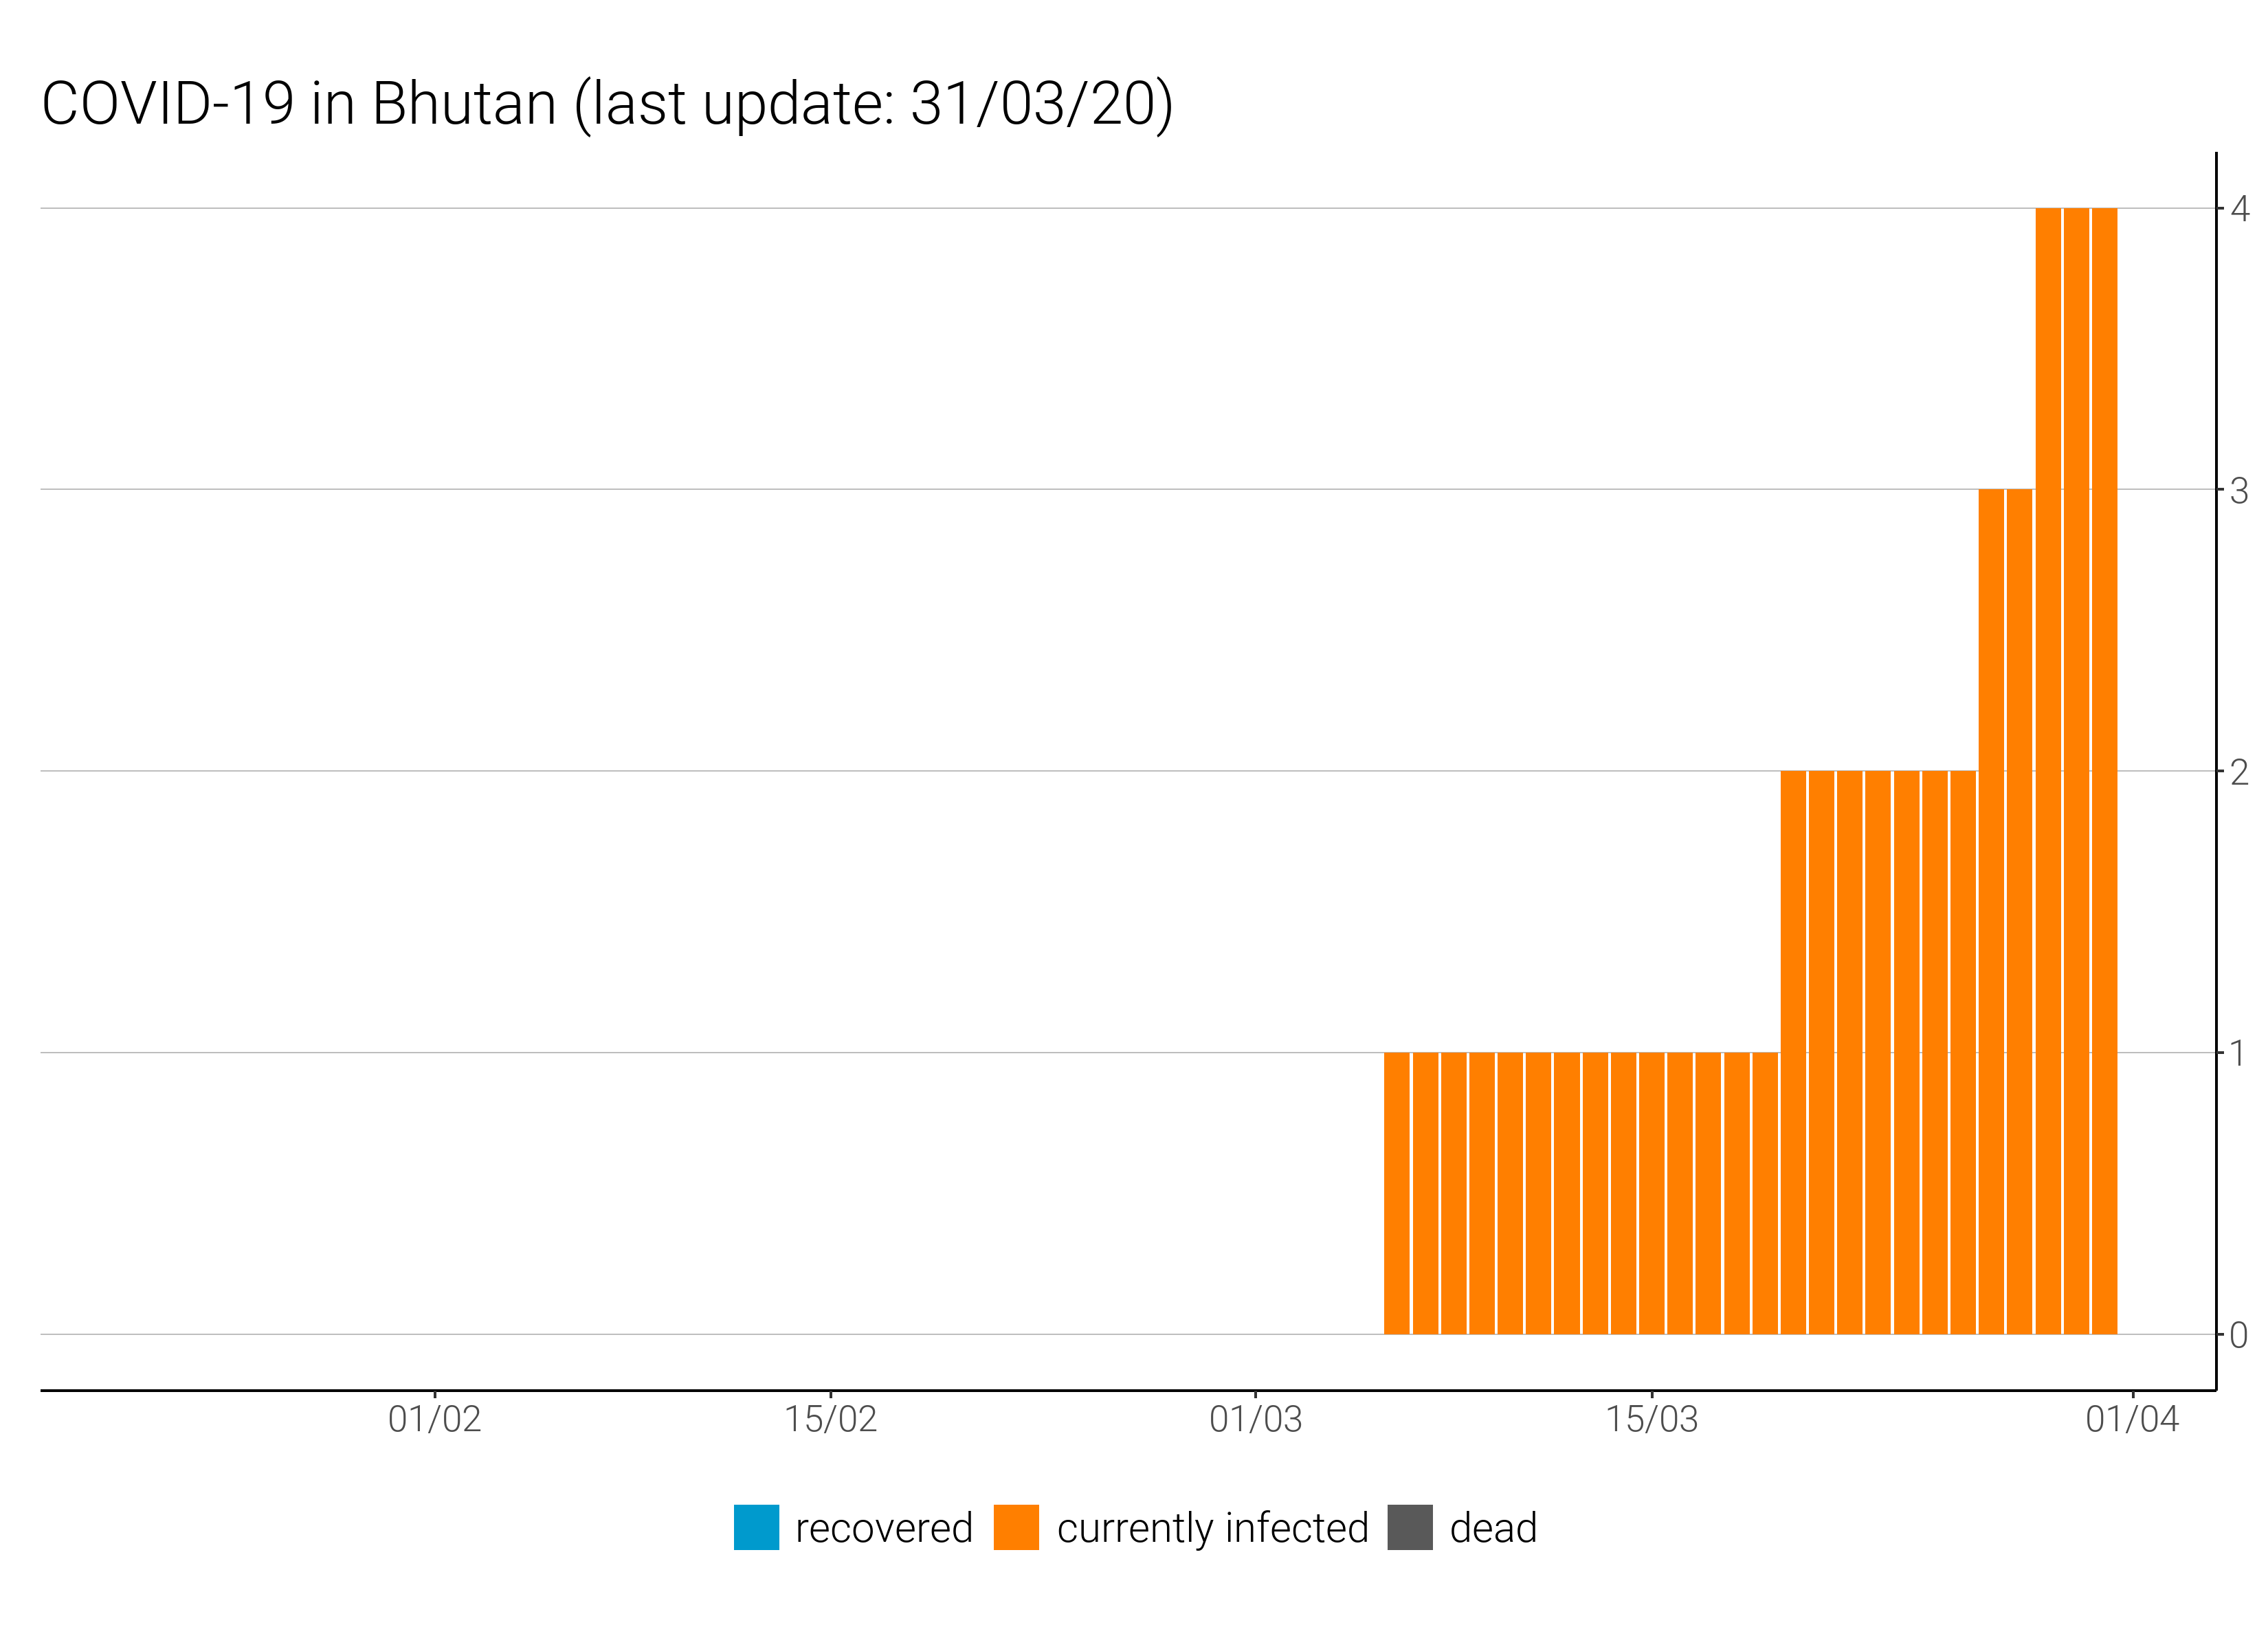 COVID-19 in Bhutan (last update: 31/03/20)
4
3
2
1
0
01/02 15/02 01/03 15/03 01/04
recovered currently infected dead